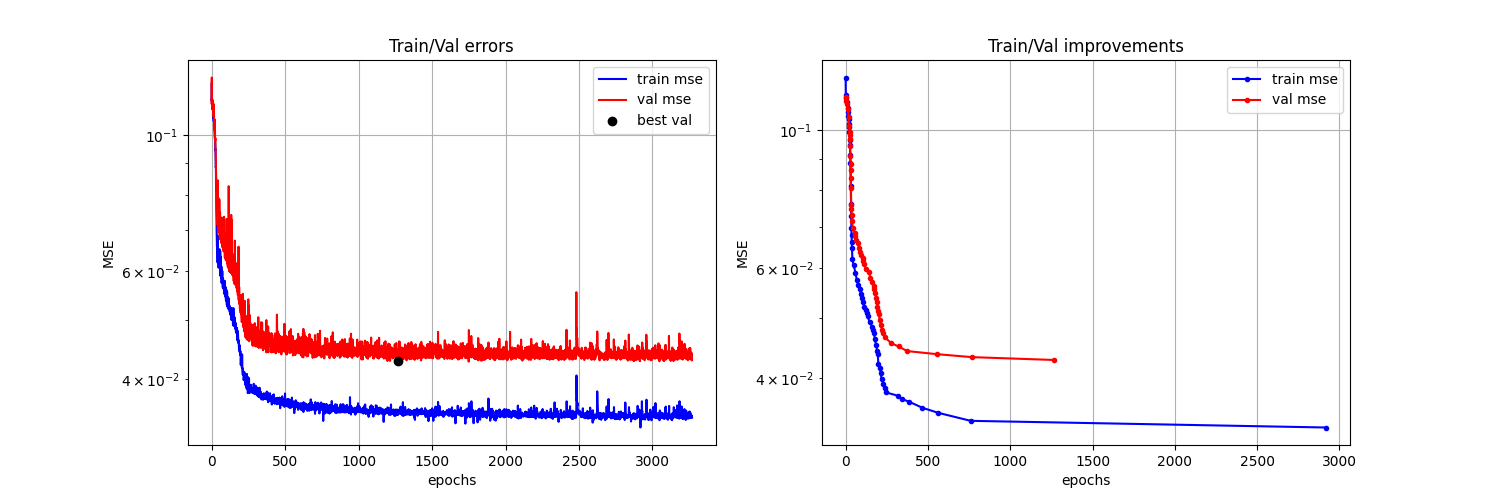 Train/Val errors
train mse
val mse
best val
10⁻¹
6 × 10⁻²
4 × 10⁻²
MSE
0 500 1000 1500 2000 2500 3000
epochs
Train/Val improvements
train mse
val mse
10⁻¹
6 × 10⁻²
4 × 10⁻²
MSE
0 500 1000 1500 2000 2500 3000
epochs